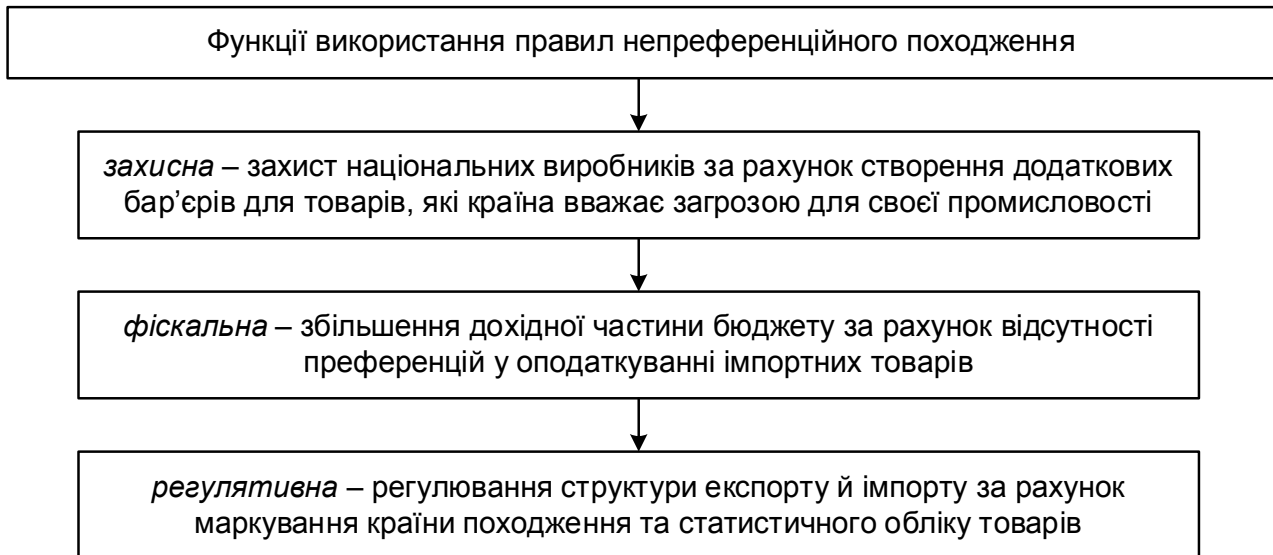 Функції використання правил непреференційного походження
захисна – захист національних виробників за рахунок створення додаткових
бар’єрів для товарів, які країна вважає загрозою для своєї промисловості
фіскальна – збільшення дохідної частини бюджету за рахунок відсутності
преференцій у оподаткуванні імпортних товарів
регулятивна – регулювання структури експорту й імпорту за рахунок
маркування країни походження та статистичного обліку товарів